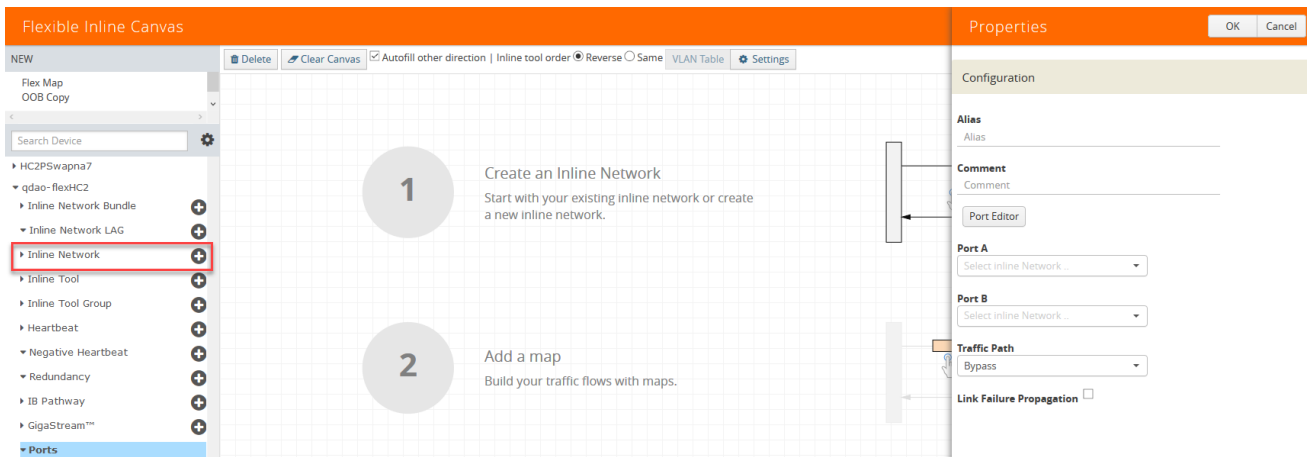 Flexible Inline Canvas
Properties
OK
Cancel
NEW
Delete
Clear Canvas
Autofill other direction | Inline tool order
Reverse
Same
VLAN Table
Settings
Flex Map
OOB Copy
Search Device
HC2PSwapna7
qdao-flexHC2
Inline Network Bundle
Inline Network LAG
Inline Network
Inline Tool
Inline Tool Group
Heartbeat
Negative Heartbeat
Redundancy
IB Pathway
GigaStream™
Ports
1
Create an Inline Network
Start with your existing inline network or create
a new inline network.
2
Add a map
Build your traffic flows with maps.
Configuration
Alias
Alias
Comment
Comment
Port Editor
Port A
Select Inline Network ..
Port B
Select Inline Network ..
Traffic Path
Bypass
Link Failure Propagation